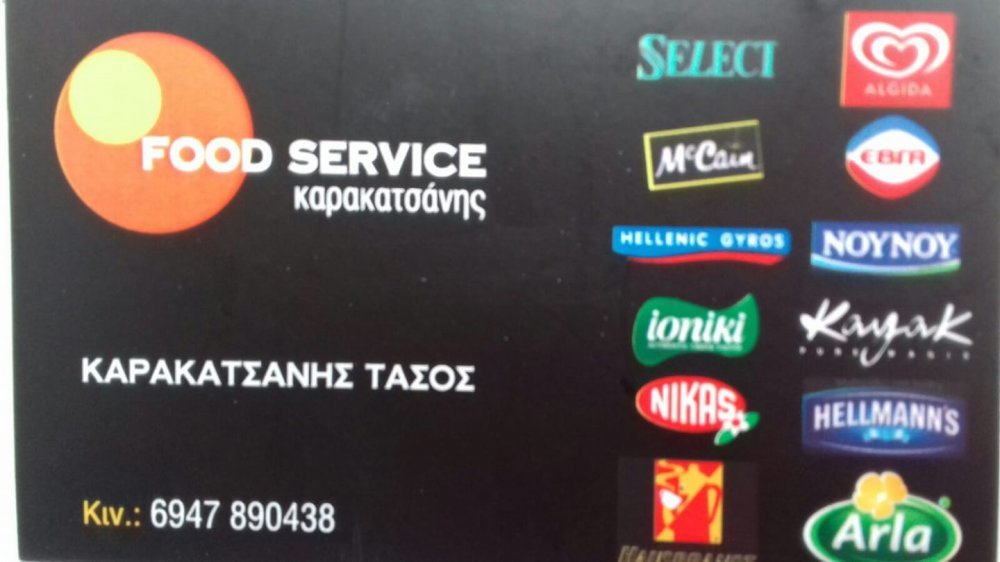 FOOD SERVICE
καρακατσάνης
ΚΑΡΑΚΑΤΣΑΝΗΣ ΤΑΣΟΣ
Κιν.: 6947 890438
SELECT
ALGIDA
McCain
ΕΒΓΑ
HELLENIC GYROS
ΝΟΥΝΟΥ
ioniki
Kayak
NIKAS
HELLMANN'S
Arla